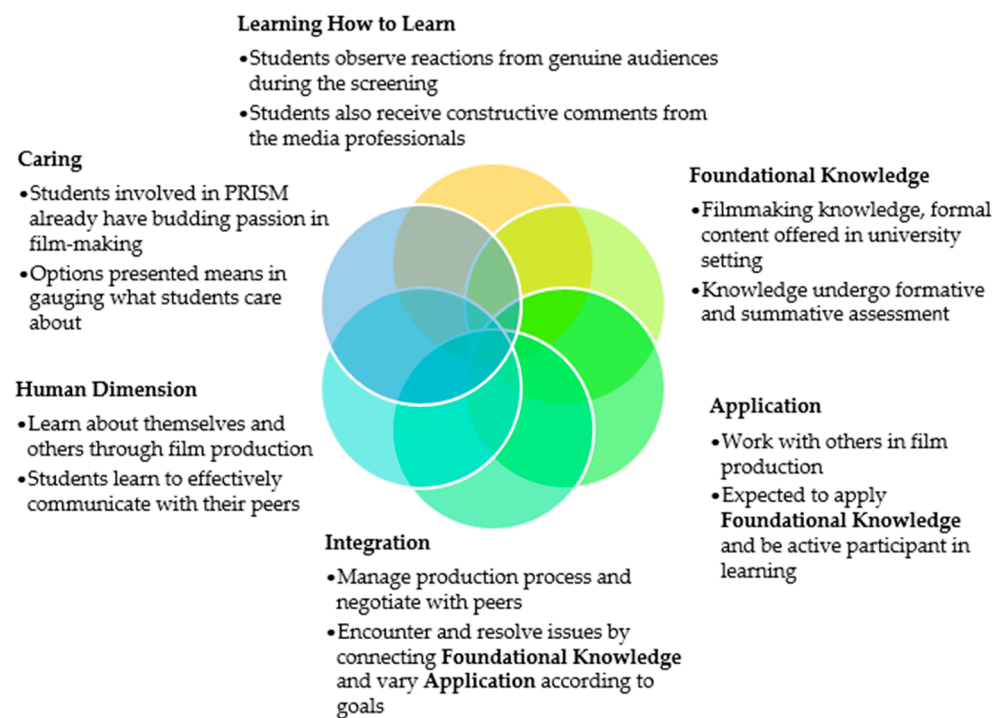 Learning How to Learn
•Students observe reactions from genuine audiences
during the screening
•Students also receive constructive comments from
the media professionals
Caring
•Students involved in PRISM
already have budding passion in
film-making
•Options presented means in
gauging what students care
about
Foundational Knowledge
•Filmmaking knowledge, formal
content offered in university
setting
•Knowledge undergo formative
and summative assessment
Human Dimension
•Learn about themselves and
others through film production
•Students learn to effectively
communicate with their peers
Application
•Work with others in film
production
•Expected to apply
Foundational Knowledge
and be active participant in
learning
Integration
•Manage production process and
negotiate with peers
•Encounter and resolve issues by
connecting Foundational Knowledge
and vary Application according to
goals